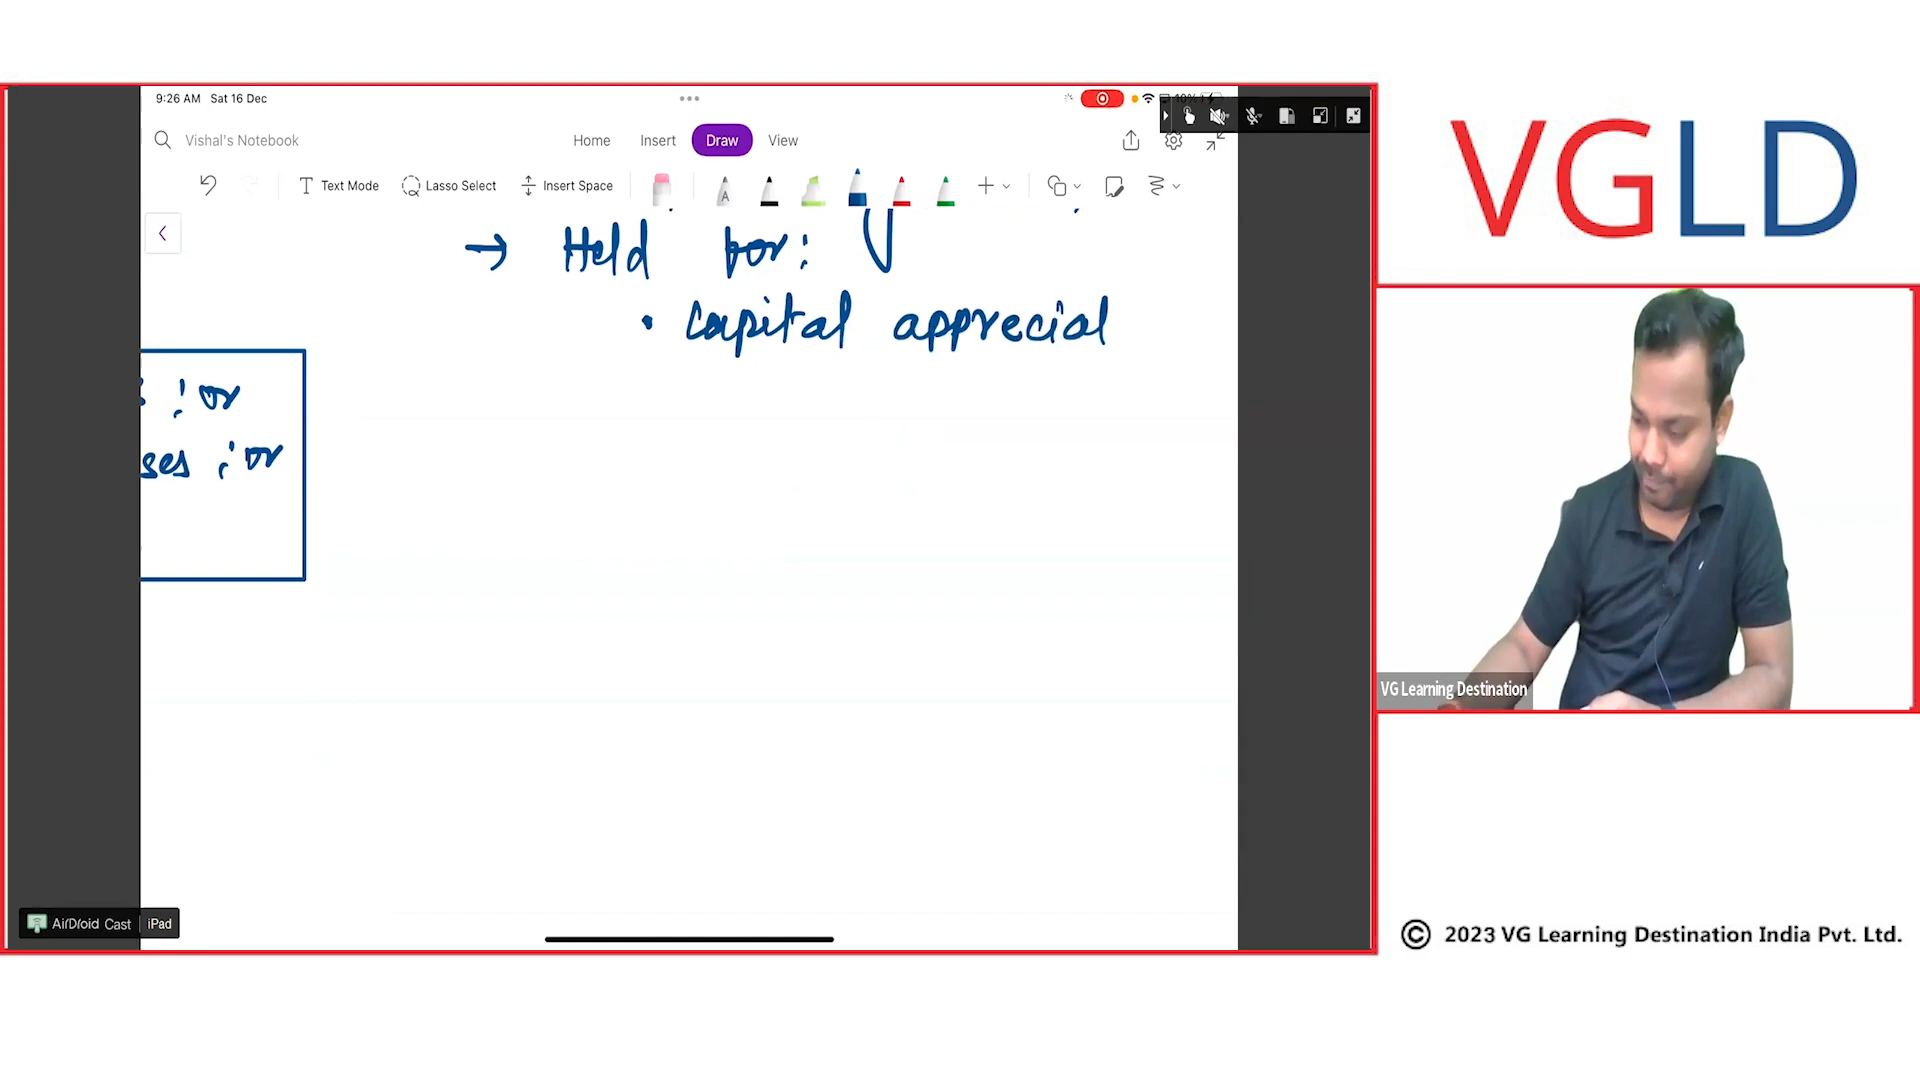 9:26 AM Sat 16 Dec
10%
Vishal's Notebook
Home Insert Draw View
Text Mode Lasso Select Insert Space
A
→ Held for:
• capital apprecial
; or
ses ; or
AirDroid Cast iPad
VGLD
VG Learning Destination
© 2023 VG Learning Destination India Pvt. Ltd.